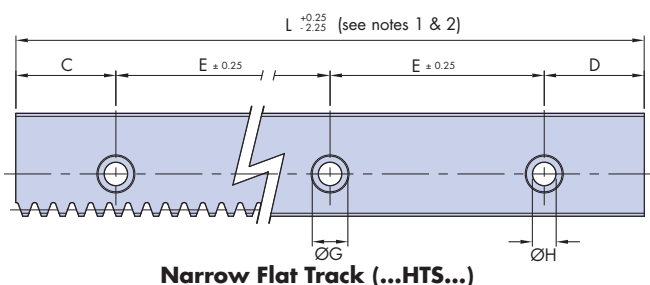 L +0.25 -2.25 (see notes 1 & 2)
C E ± 0.25 E ± 0.25 D
ØG ØH
Narrow Flat Track (...HTS...)